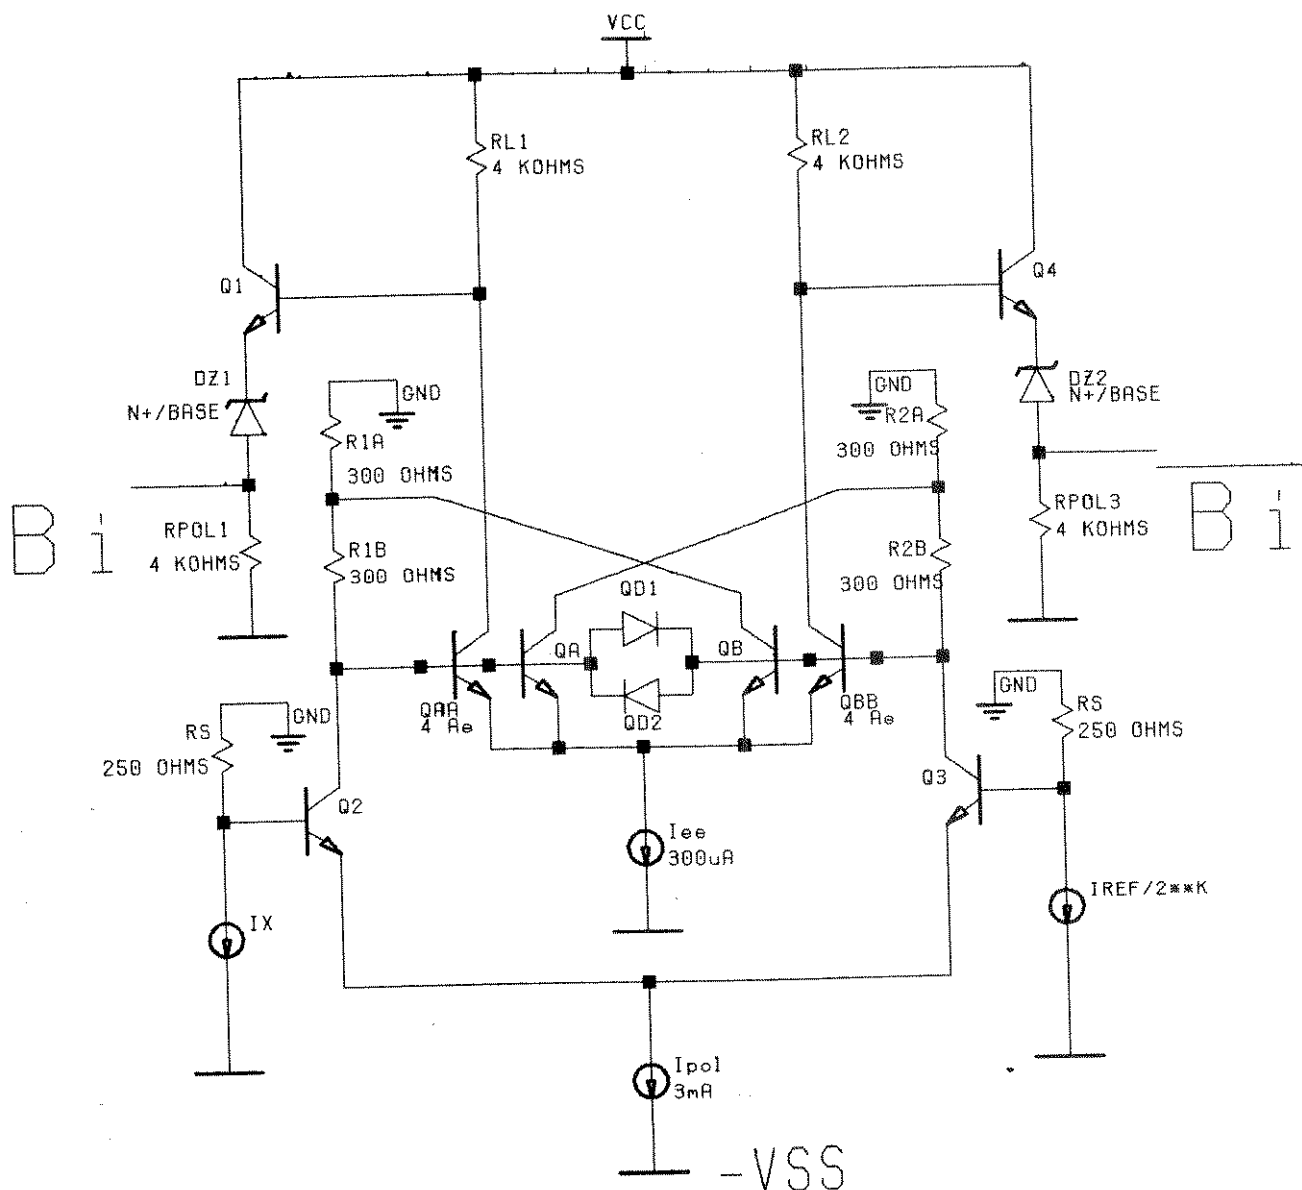 VCC
RL1
4 KOHMS
RL2
4 KOHMS
Q1
Q4
DZ1
N+/BASE
GND
R1A
300 OHMS
GND
R2A
300 OHMS
DZ2
N+/BASE
Bi
RPOL1
4 KOHMS
R1B
300 OHMS
R2B
300 OHMS
RPOL3
4 KOHMS
Bi
QD1
QA
QB
QD2
QAA
4 Ae
QBB
4 Ae
GND
RS
250 OHMS
GND
RS
250 OHMS
Q2
Q3
Iee
300uA
IX
IREF/2**K
Ipol
3mA
-VSS